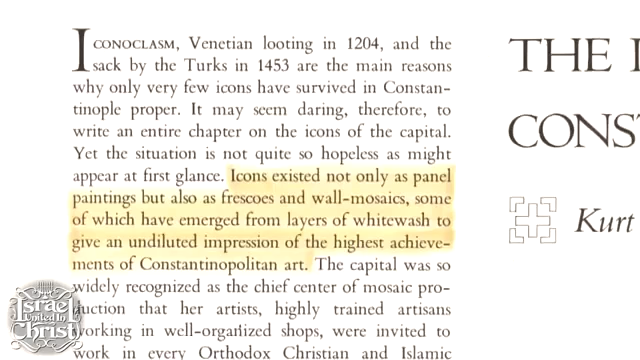 ICONOCLASM, Venetian looting in 1204, and the
sack by the Turks in 1453 are the main reasons
why only very few icons have survived in Constan-
tinople proper. It may seem daring, therefore, to
write an entire chapter on the icons of the capital.
Yet the situation is not quite so hopeless as might
appear at first glance. Icons existed not only as panel
paintings but also as frescoes and wall-mosaics, some
of which have emerged from layers of whitewash to
give an undiluted impression of the highest achieve-
ments of Constantinopolitan art. The capital was so
widely recognized as the chief center of mosaic pro-
duction that her artists, highly trained artisans
working in well-organized shops, were invited to
work in every Orthodox Christian and Islamic
THE
CONS
Kurt
Israel
United In
Christ